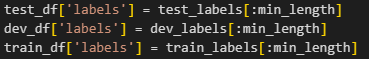 test_df['labels'] = test_labels[:min_length]
dev_df['labels'] = dev_labels[:min_length]
train_df['labels'] = train_labels[:min_length]